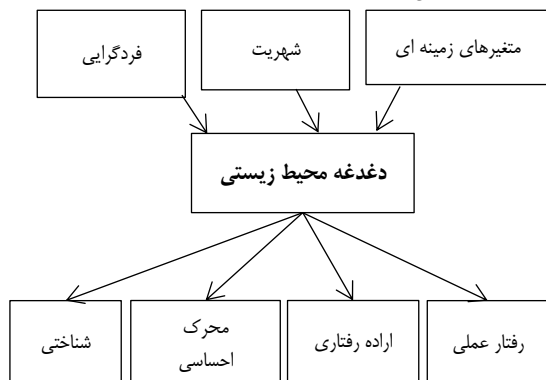 متغیرهای زمینه ای
شهریت
فردگرایی
دغدغه محیط زیستی
رفتار عملی
اراده رفتاری
محرک
احساسی
شناختی